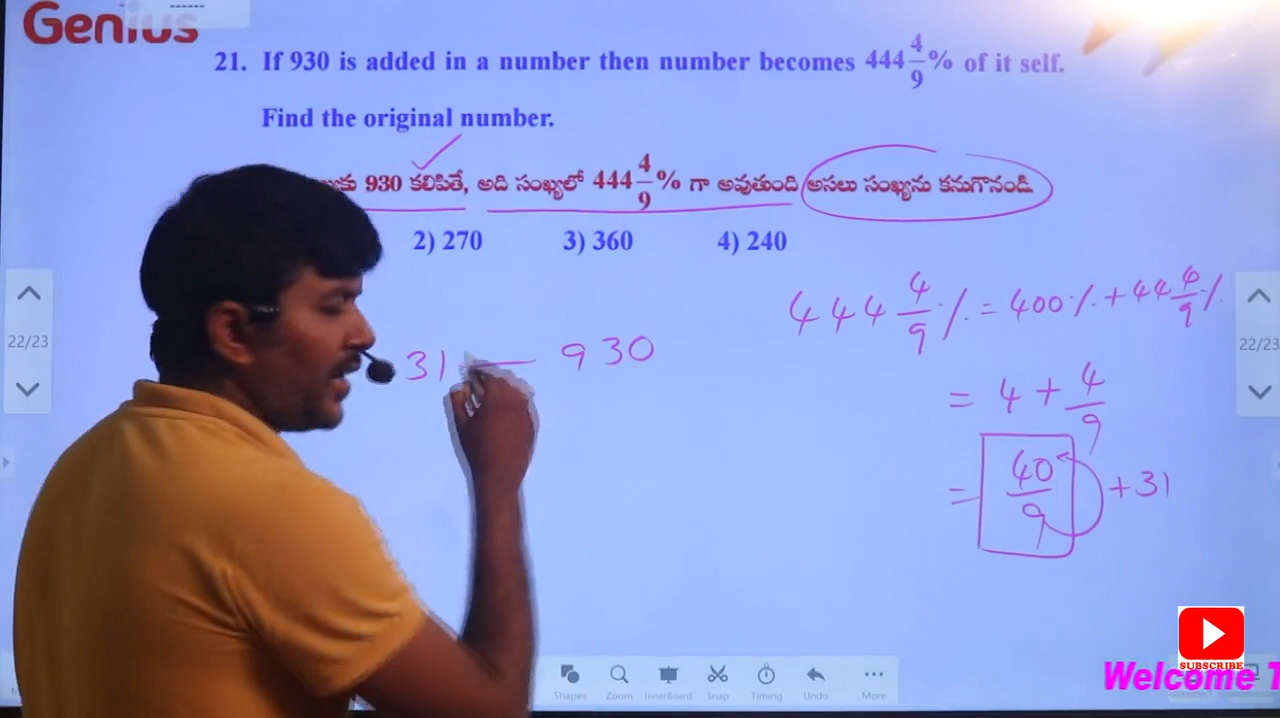 Genius
21. If 930 is added in a number then number becomes 444 4/9 % of it self.
Find the original number.
930 కలిపితే, అది సంఖ్యలో 444 4/9 % గా అవుతుంది అసలు సంఖ్యను కనుగొనండి.
2) 270 3) 360 4) 240
444 4/9 % = 400% + 44 4/9 %
31 — 930
= 4 + 4/9
= 40/9 +31
22/23
22/23
SUBSCRIBE
Welcome
Shapes Zoom InnerBoard Snap Timing Undo More